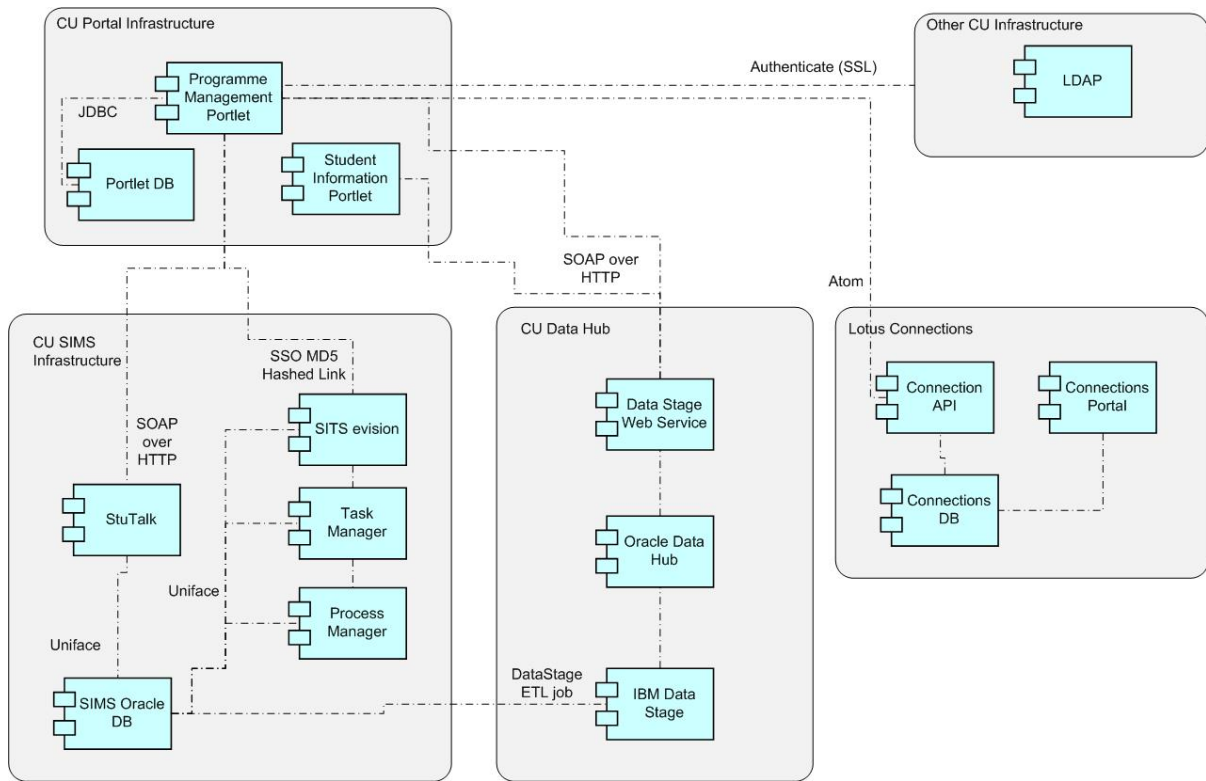 CU Portal Infrastructure
Programme
Management
Portlet
JDBC
Portlet DB
Student
Information
Portlet
Other CU Infrastructure
Authenticate (SSL)
LDAP
SOAP over
HTTP
Atom
CU SIMS
Infrastructure
SSO MD5
Hashed Link
SITS evision
SOAP
over
HTTP
StuTalk
Task
Manager
Uniface
Process
Manager
Uniface
SIMS Oracle
DB
CU Data Hub
Data Stage
Web Service
Oracle Data
Hub
DataStage
ETL job
IBM Data
Stage
Lotus Connections
Connection
API
Connections
Portal
Connections
DB